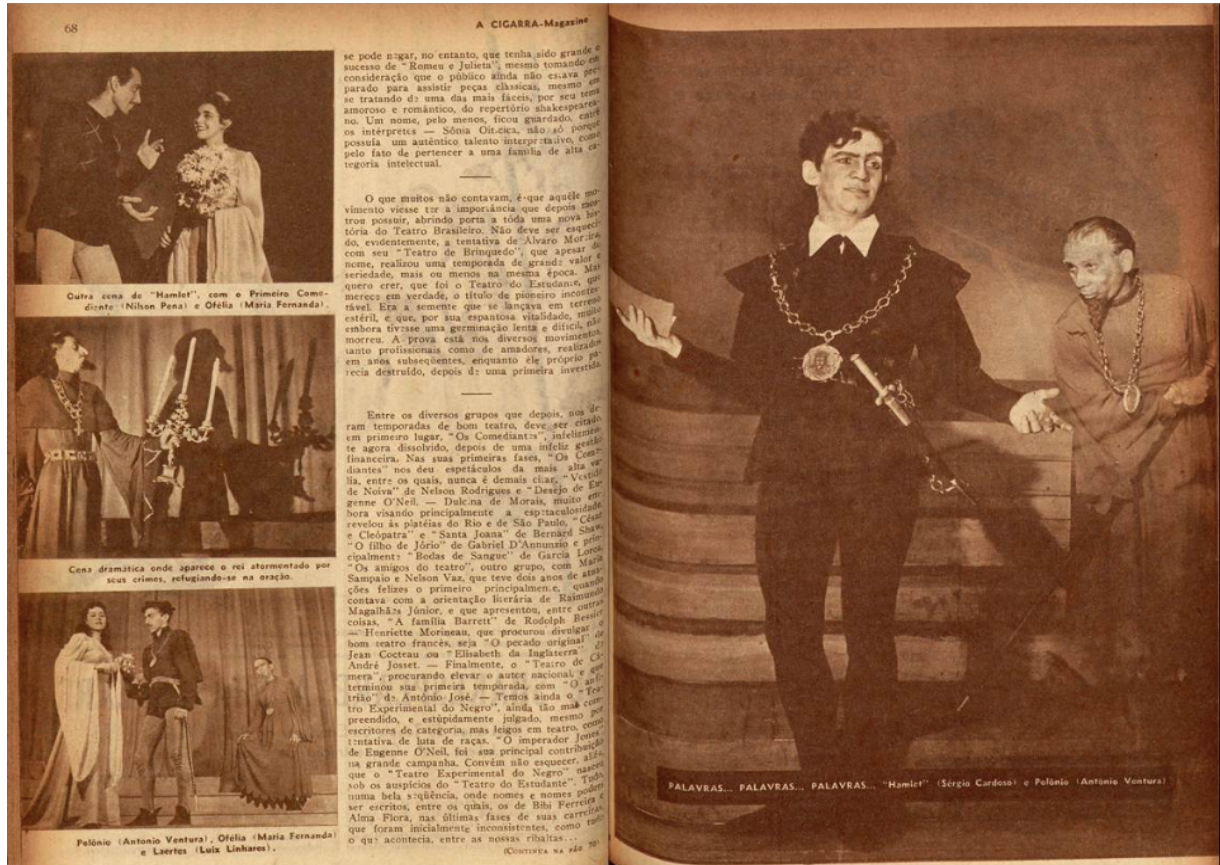 68
A CIGARRA-Magazine
Outra cena de "Hamlet", com o Primeiro Come-
diente (Nilson Pena) e Ofélia (Maria Fernanda).
Cena dramática onde aparece o rei atormentado por
seus crimes, refugiando-se na oração.
Polônio (Antonio Ventura), Ofélia (Maria Fernanda)
e Laertes (Luiz Linhares).
se pode negar, no entanto, que tenha sido grande o
sucesso de "Romeu e Julieta", mesmo tomando em
consideração que o público ainda não estava pre-
parado para assistir peças clássicas, mesmo em
se tratando de uma das mais fáceis, por seu tema
amoroso e romântico, do repertório shakespearea-
no. Um nome, pelo menos, ficou guardado, entre
os intérpretes — Sônia Oiticica, não só porque
possuía um autêntico talento interpretativo, como
pelo fato de pertencer a uma família de alta ca-
tegoria intelectual.
O que muitos não contavam, é que aquêle mo-
vimento viesse ter a importância que depois mos-
trou possuir, abrindo porta a tôda uma nova his-
tória do Teatro Brasileiro. Não deve ser esqueci-
do, evidentemente, a tentativa de Álvaro Moreira,
com seu "Teatro de Brinquedo", que apesar do
nome, realizou uma temporada de grande valor e
seriedade, mais ou menos na mesma época. Mas
quero crer, que foi o Teatro do Estudante, que
merece em verdade, o título de pioneiro inconter-
rável. Era a semente que se lançava em terreno
estéril, e que, por sua espantosa vitalidade, muito
embora tivesse uma germinação lenta e difícil, não
morreu. A prova está nos diversos movimentos,
tanto profissionais como de amadores, realizados
em anos subseqüentes, enquanto êle próprio pa-
recia destruído, depois de uma primeira investida.
Entre os diversos grupos que depois, nos de-
ram temporadas de bom teatro, deve ser citado,
em primeiro lugar, "Os Comediantes", infelizmen-
te agora dissolvido, depois de uma infeliz gestão
financeira. Nas suas primeiras fases, "Os Come-
diantes" nos deu espetáculos da mais alta va-
lia, entre os quais, nunca é demais citar, "Vestido
de Noiva" de Nelson Rodrigues e "Desejo de Eu-
genne O'Neil. — Dulcina de Morais, muito em-
bora visando principalmente a espetaculosidade,
revelou às platéias do Rio e de São Paulo, "César
e Cleópatra" e "Santa Joana" de Bernard Shaw,
"O filho de Jório" de Gabriel D'Annunzio e prin-
cipalmente "Bodas de Sangue" de Garcia Lorca.
"Os amigos do teatro", outro grupo, com Maria
Sampaio e Nelson Vaz, que teve dois anos de atua-
ções felizes o primeiro principalmente, quando
contava com a orientação literária de Raimundo
Magalhães Júnior, e que apresentou, entre outras
coisas, "A família Barrett" de Rodolph Bessier
— Henriette Morineau, que procurou divulgar o
bom teatro francês, seja "O pecado original" de
Jean Cocteau ou "Elisabeth da Inglaterra" de
André Josset. — Finalmente, o "Teatro de Câ-
mera", procurando elevar o autor nacional, e que
terminou sua primeira temporada, com "O anfi-
trião" de Antônio José. — Temos ainda o "Tea-
tro Experimental do Negro", ainda tão mal com-
preendido, e estùpidamente julgado, mesmo por
escritores de categoria, mas leigos em teatro, como
tentativa de luta de raças. "O imperador Jones"
de Eugenne O'Neil, foi sua principal contribuição
na grande campanha. Convém não esquecer, aliás,
que o "Teatro Experimental do Negro" nasceu
sob os auspícios do "Teatro do Estudante". Tudo
numa bela seqüência, onde nomes e nomes podem
ser escritos, entre os quais, os de Bibi Ferreira e
Alma Flora, nas últimas fases de suas carreiras,
que foram inicialmente inconsistentes, como tudo
o que acontecia, entre as nossas ribaltas...
(CONTINUA NA PÁG 70)
PALAVRAS... PALAVRAS... PALAVRAS... "Hamlet" (Sérgio Cardoso) e Polônio (Antônio Ventura)